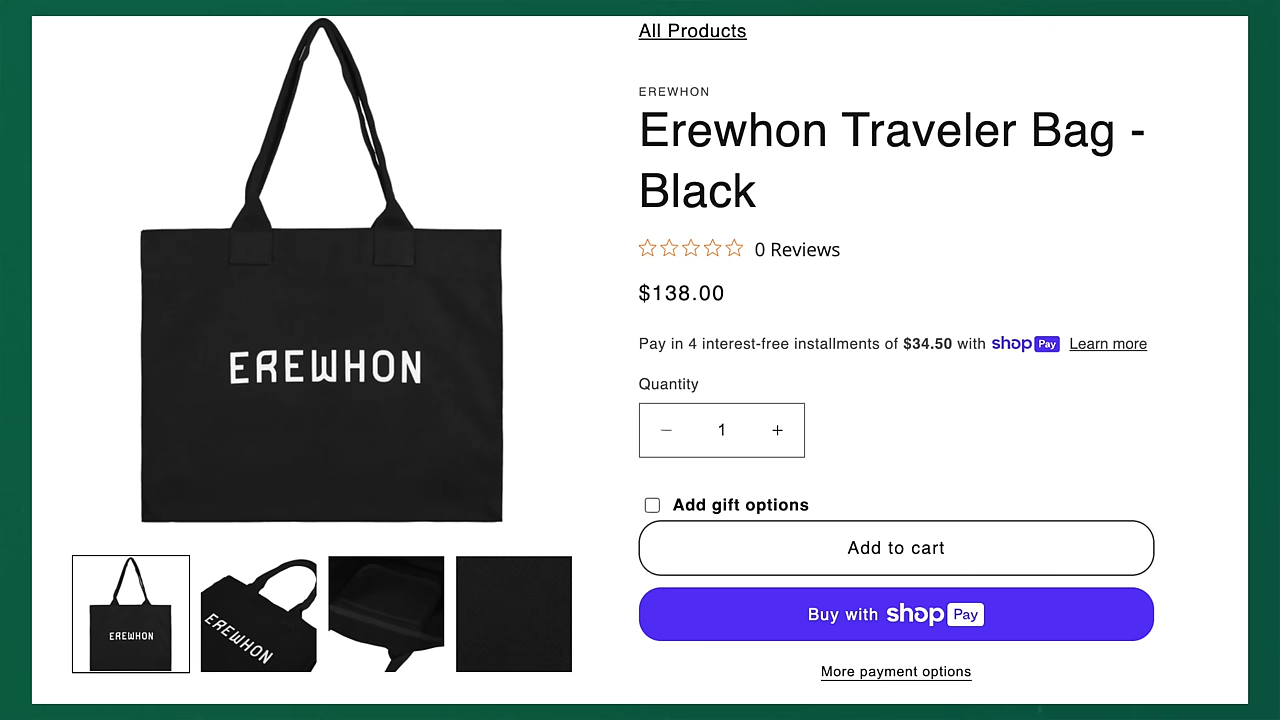 All Products
EREWHON
Erewhon Traveler Bag -
Black
0 Reviews
$138.00
Pay in 4 interest-free installments of $34.50 with shop Pay Learn more
Quantity
− 1 +
Add gift options
Add to cart
Buy with shop Pay
More payment options
EREWHON
EREWHON
EREWHON